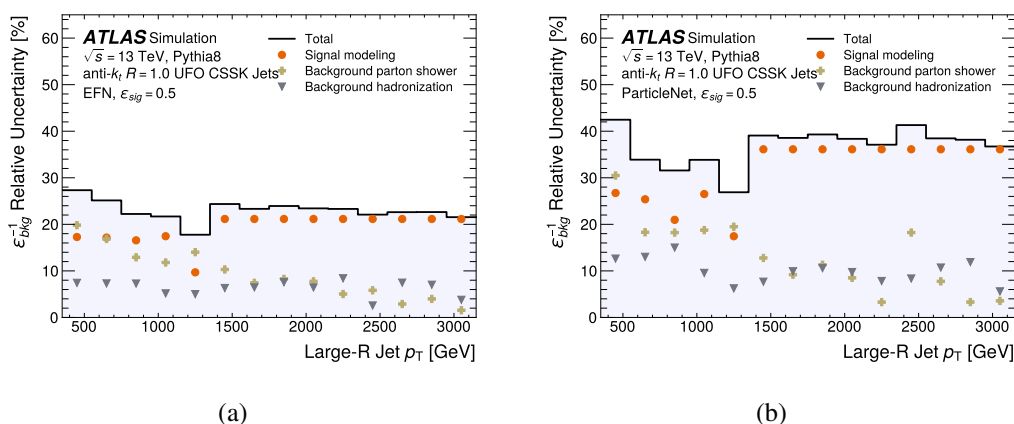 ATLAS Simulation
√s = 13 TeV, Pythia8
anti-kt R = 1.0 UFO CSSK Jets
EFN, εsig = 0.5
Total
Signal modeling
Background parton shower
Background hadronization
ε−1bkg Relative Uncertainty [%]
60
50
40
30
20
10
0
500 1000 1500 2000 2500 3000
Large-R Jet pT [GeV]
(a)
ATLAS Simulation
√s = 13 TeV, Pythia8
anti-kt R = 1.0 UFO CSSK Jets
ParticleNet, εsig = 0.5
Total
Signal modeling
Background parton shower
Background hadronization
ε−1bkg Relative Uncertainty [%]
60
50
40
30
20
10
0
500 1000 1500 2000 2500 3000
Large-R Jet pT [GeV]
(b)